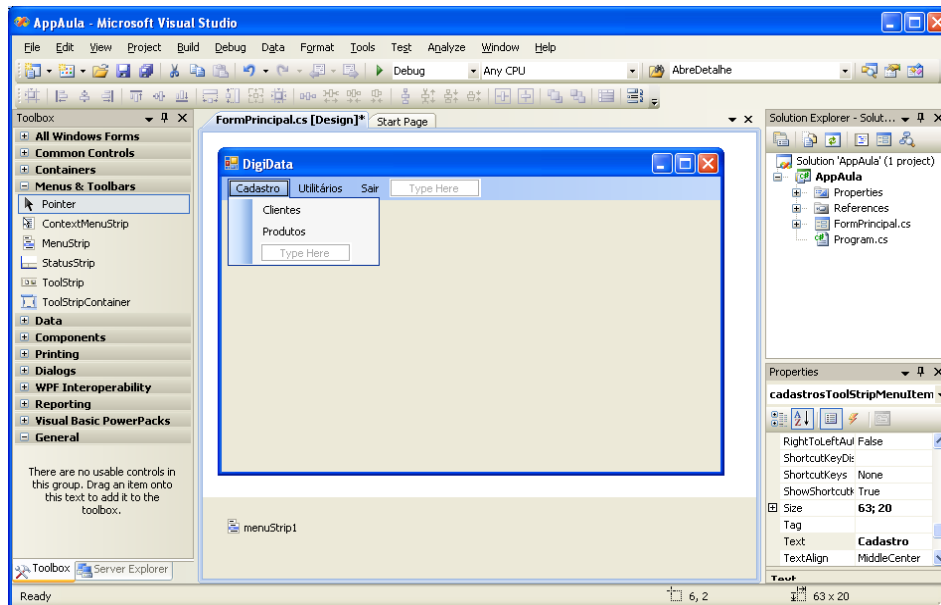 AppAula - Microsoft Visual Studio
File Edit View Project Build Debug Data Format Tools Test Analyze Window Help
Debug Any CPU AbreDetalhe
Toolbox
All Windows Forms
Common Controls
Containers
Menus & Toolbars
Pointer
ContextMenuStrip
MenuStrip
StatusStrip
ToolStrip
ToolStripContainer
Data
Components
Printing
Dialogs
WPF Interoperability
Reporting
Visual Basic PowerPacks
General
There are no usable controls in
this group. Drag an item onto
this text to add it to the
toolbox.
Toolbox Server Explorer
FormPrincipal.cs [Design]* Start Page
DigiData
Cadastro Utilitários Sair Type Here
Clientes
Produtos
Type Here
menuStrip1
Solution Explorer - Solut...
Solution 'AppAula' (1 project)
AppAula
Properties
References
FormPrincipal.cs
Program.cs
Properties
cadastrosToolStripMenuItem
RightToLeftAu False
ShortcutKeyDis
ShortcutKeys None
ShowShortcutK True
Size 63; 20
Tag
Text Cadastro
TextAlign MiddleCenter
Text
Ready 6, 2 63 x 20